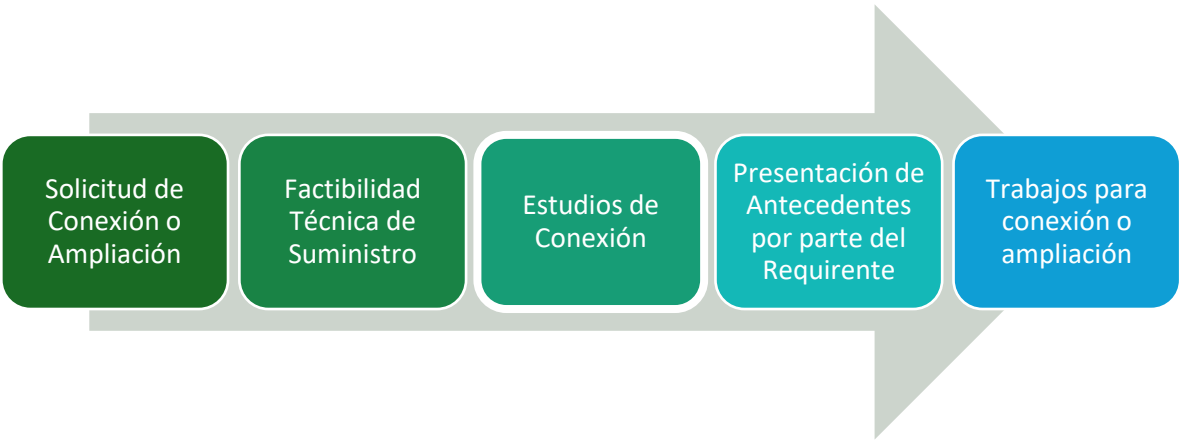 Solicitud de
Conexión o
Ampliación
Factibilidad
Técnica de
Suministro
Estudios de
Conexión
Presentación de
Antecedentes
por parte del
Requirente
Trabajos para
conexión o
ampliación